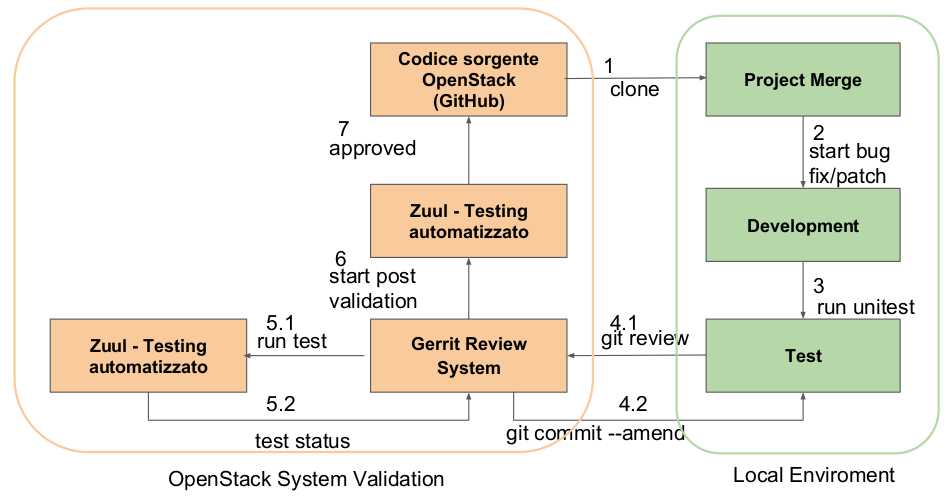 Codice sorgente
OpenStack
(GitHub)
1
clone
Project Merge
7
approved
2
start bug
fix/patch
Zuul - Testing
automatizzato
Development
6
start post
validation
3
run unitest
5.1
run test
4.1
git review
Zuul - Testing
automatizzato
Gerrit Review
System
Test
5.2
test status
4.2
git commit --amend
OpenStack System Validation
Local Enviroment